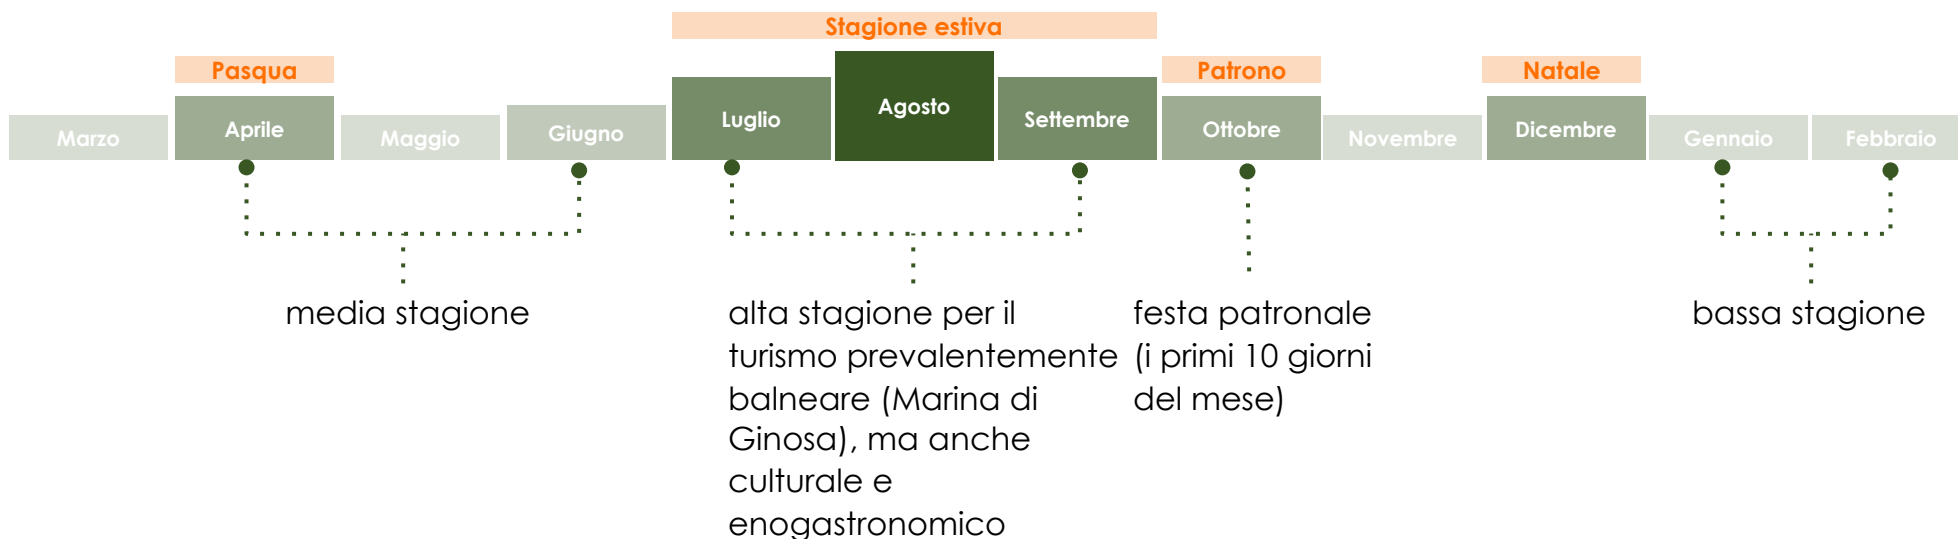 Stagione estiva
Pasqua
Patrono
Natale
Marzo
Aprile
Maggio
Giugno
Luglio
Agosto
Settembre
Ottobre
Novembre
Dicembre
Gennaio
Febbraio
media stagione
alta stagione per il
turismo prevalentemente
balneare (Marina di
Ginosa), ma anche
culturale e
enogastronomico
festa patronale
(i primi 10 giorni
del mese)
bassa stagione